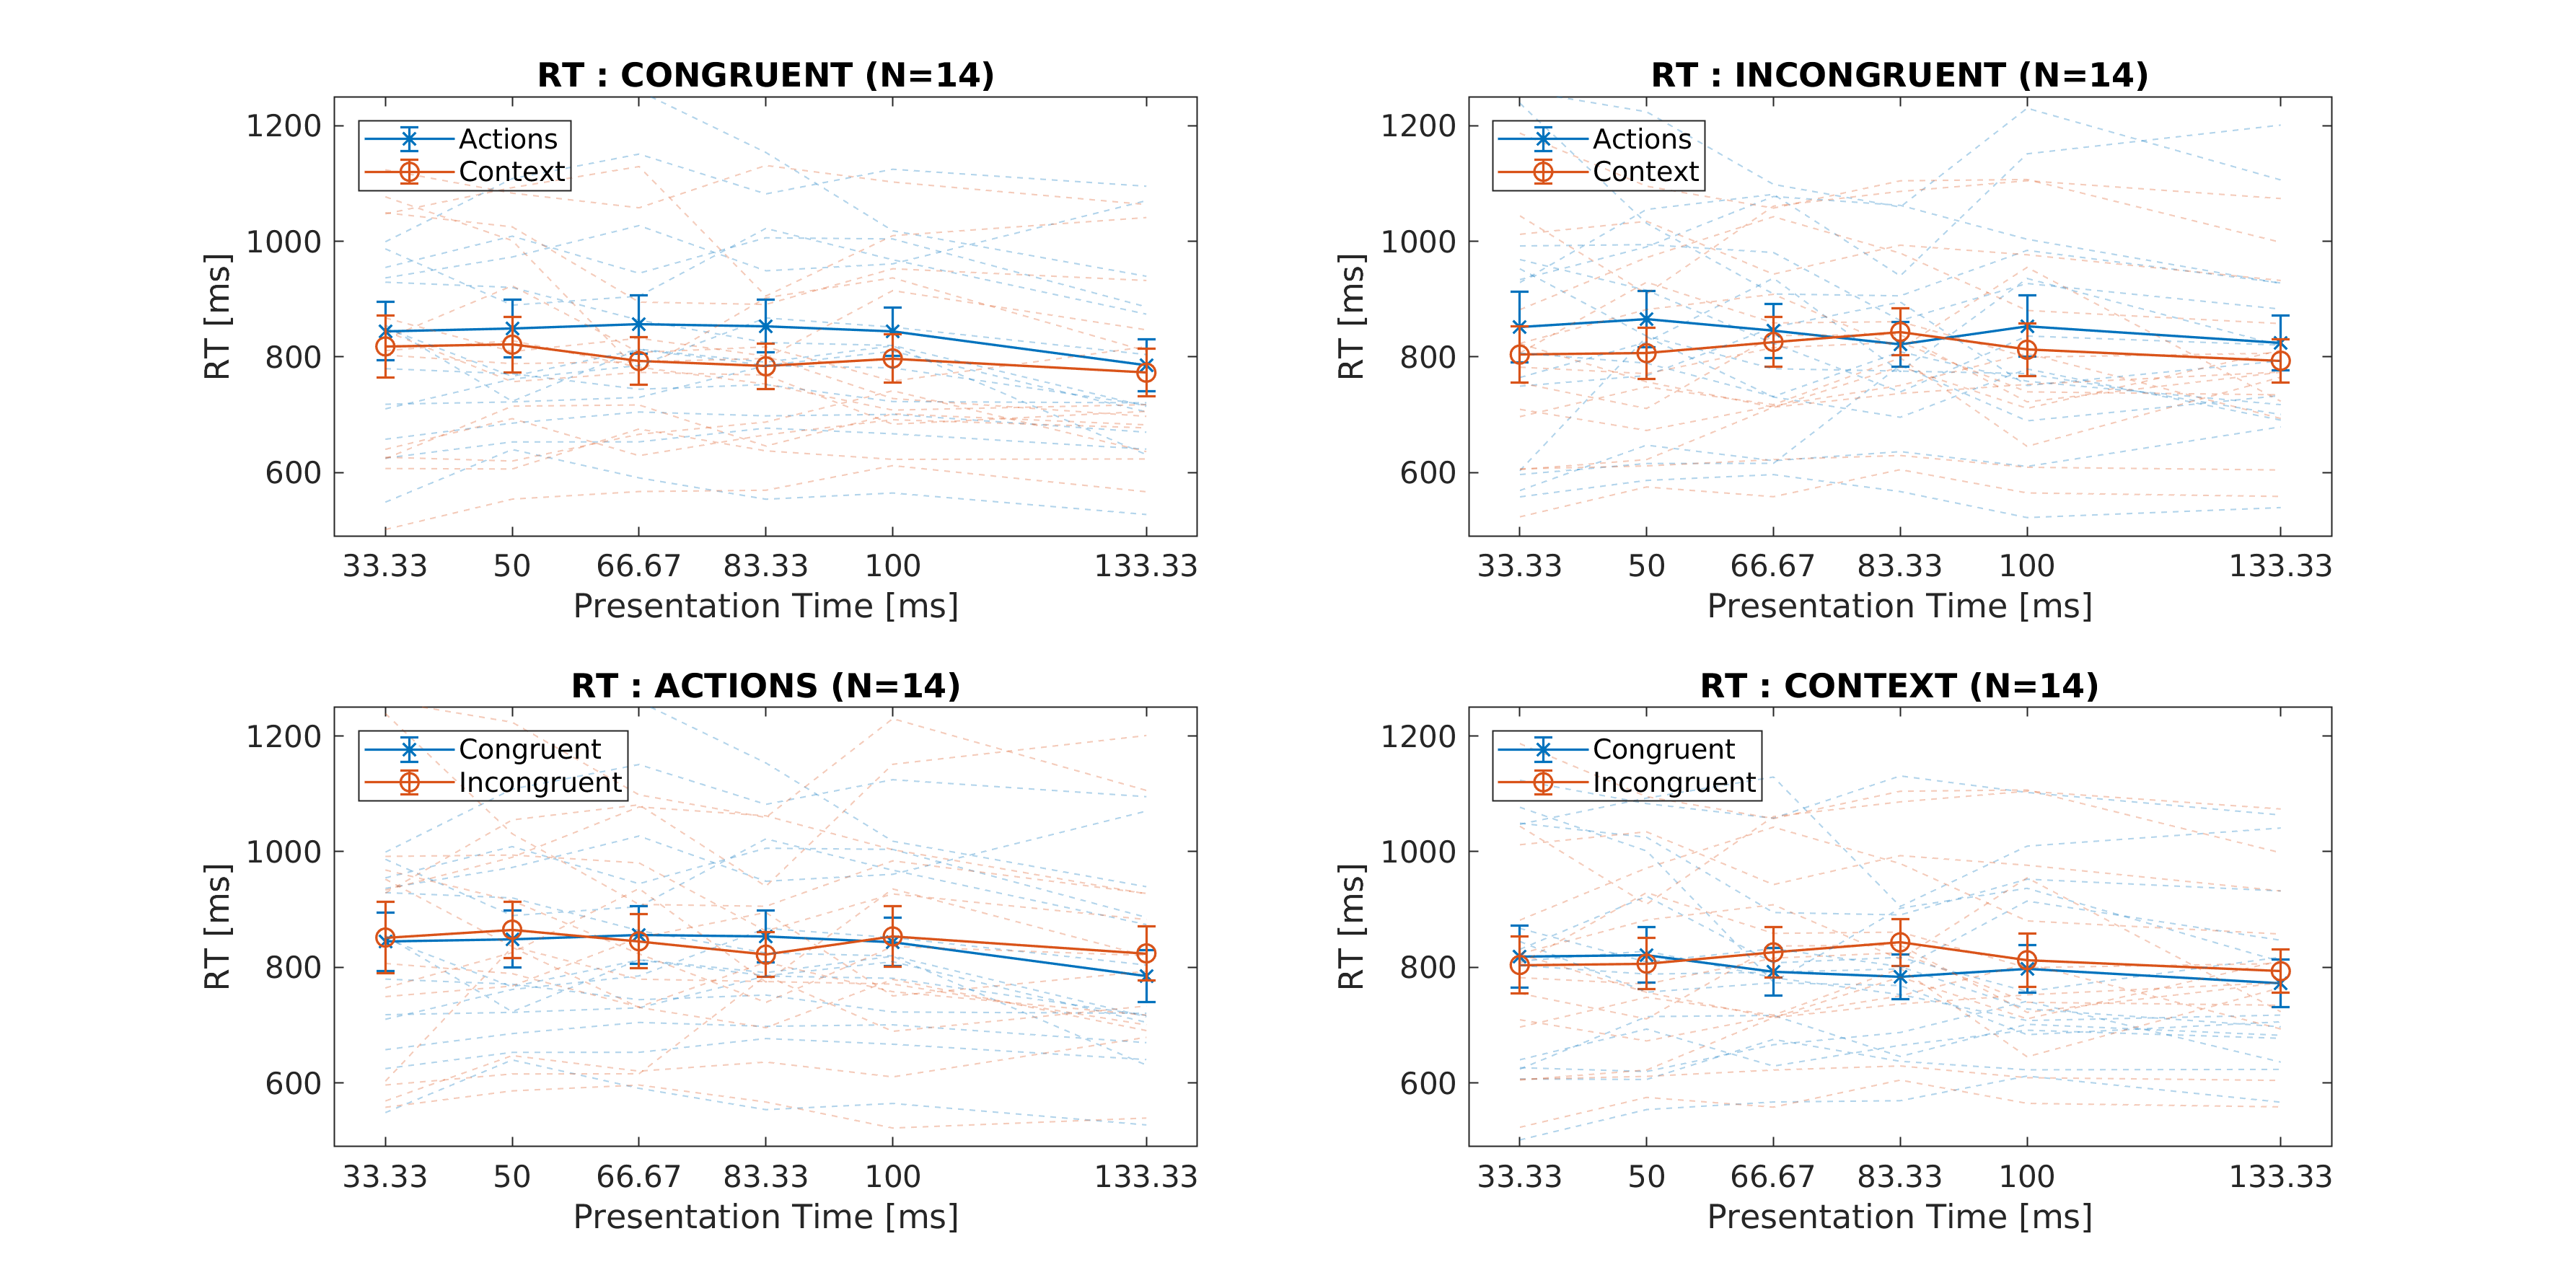 RT : CONGRUENT (N=14)
1200
1000
800
600
RT [ms]
Actions
Context
33.33 50 66.67 83.33 100 133.33
Presentation Time [ms]
RT : INCONGRUENT (N=14)
1200
1000
800
600
RT [ms]
Actions
Context
33.33 50 66.67 83.33 100 133.33
Presentation Time [ms]
RT : ACTIONS (N=14)
1200
1000
800
600
RT [ms]
Congruent
Incongruent
33.33 50 66.67 83.33 100 133.33
Presentation Time [ms]
RT : CONTEXT (N=14)
1200
1000
800
600
RT [ms]
Congruent
Incongruent
33.33 50 66.67 83.33 100 133.33
Presentation Time [ms]